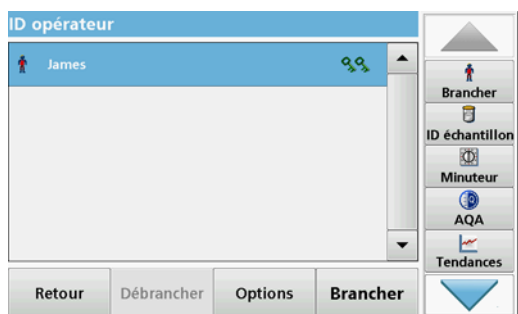 ID opérateur
James
Retour
Débrancher
Options
Brancher
Brancher
ID échantillon
Minuteur
AQA
Tendances